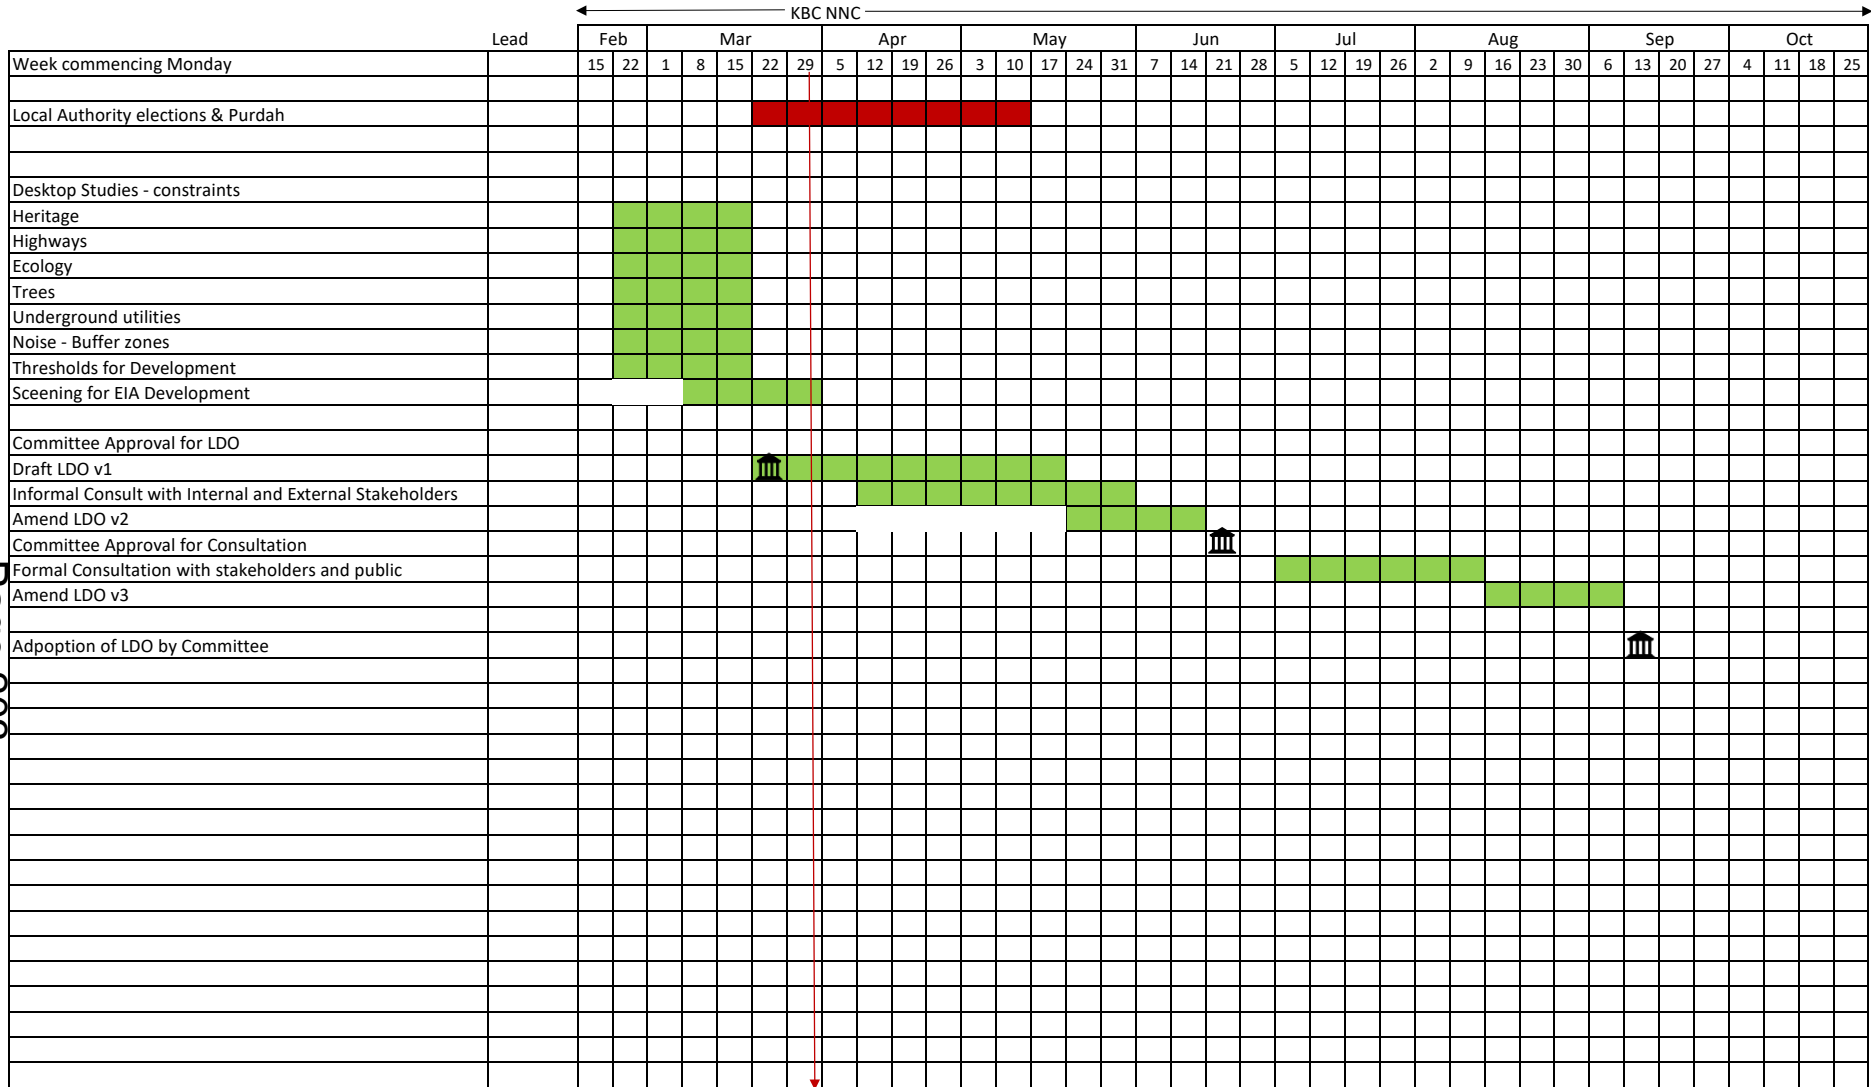 KBC NNC
Lead Feb Mar Apr May Jun Jul Aug Sep Oct
Week commencing Monday 15 22 1 8 15 22 29 5 12 19 26 3 10 17 24 31 7 14 21 28 5 12 19 26 2 9 16 23 30 6 13 20 27 4 11 18 25
Local Authority elections & Purdah
Desktop Studies - constraints
Heritage
Highways
Ecology
Trees
Underground utilities
Noise - Buffer zones
Thresholds for Development
Sceening for EIA Development
Committee Approval for LDO
Draft LDO v1
Informal Consult with Internal and External Stakeholders
Amend LDO v2
Committee Approval for Consultation
Formal Consultation with stakeholders and public
Amend LDO v3
Adpoption of LDO by Committee